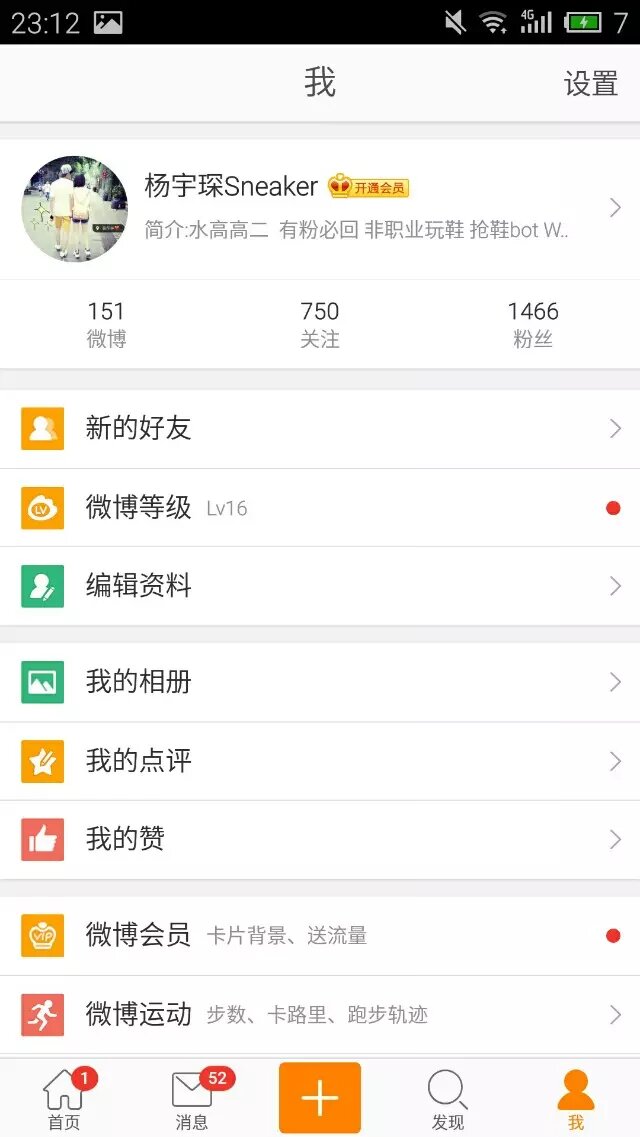 23:12 4G 7
我 设置
杨宇琛Sneaker 开通会员
简介:水高高二 有粉必回 非职业玩鞋 抢鞋bot W..
151 750 1466
微博 关注 粉丝
新的好友
LV 微博等级 Lv16
编辑资料
我的相册
我的点评
我的赞
VIP 微博会员 卡片背景、送流量
微博运动 步数、卡路里、跑步轨迹
1 52
首页 消息 发现 我